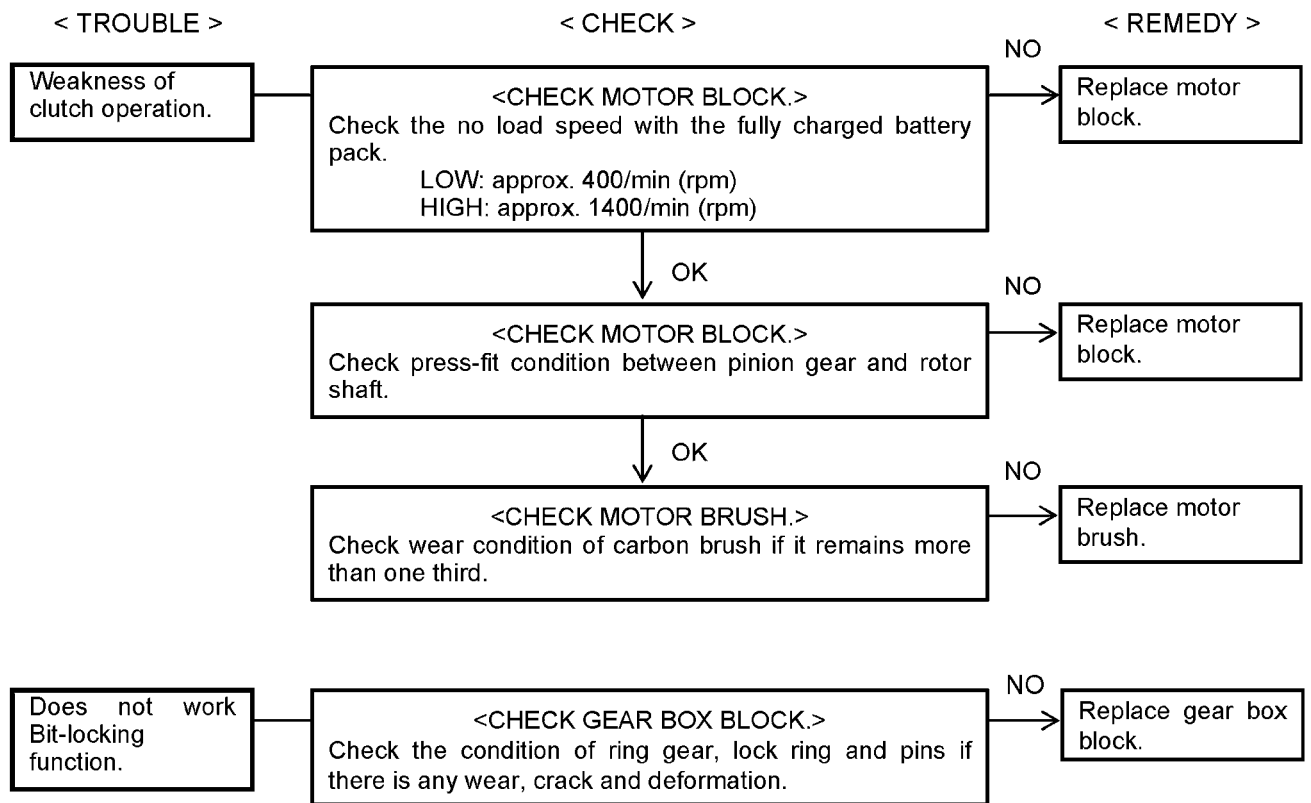 < TROUBLE >
< CHECK >
< REMEDY >
Weakness of
clutch operation.
<CHECK MOTOR BLOCK.>
Check the no load speed with the fully charged battery
pack.
LOW: approx. 400/min (rpm)
HIGH: approx. 1400/min (rpm)
NO
Replace motor
block.
OK
<CHECK MOTOR BLOCK.>
Check press-fit condition between pinion gear and rotor
shaft.
NO
Replace motor
block.
OK
<CHECK MOTOR BRUSH.>
Check wear condition of carbon brush if it remains more
than one third.
NO
Replace motor
brush.
Does not work
Bit-locking
function.
<CHECK GEAR BOX BLOCK.>
Check the condition of ring gear, lock ring and pins if
there is any wear, crack and deformation.
NO
Replace gear box
block.